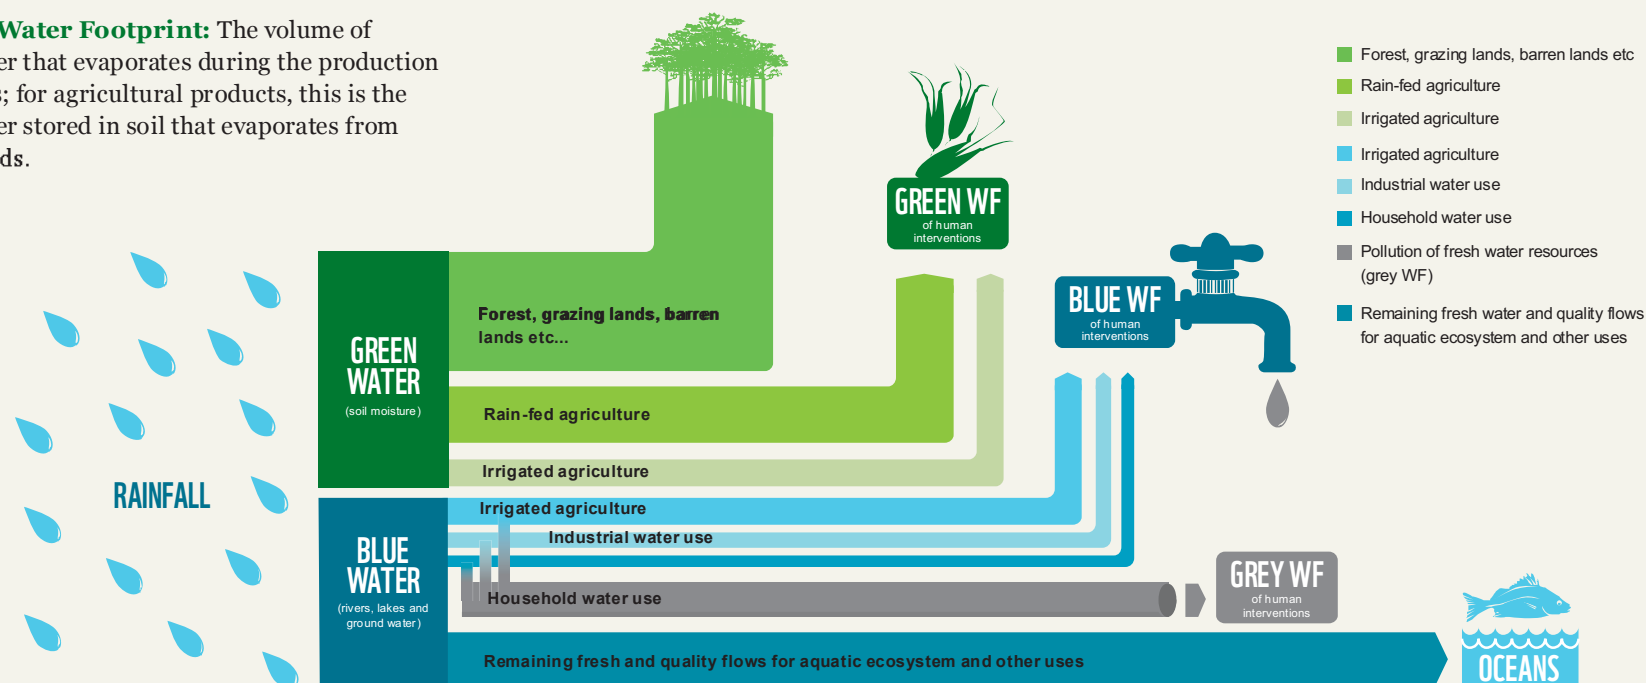 Water Footprint: The volume of
er that evaporates during the production
s; for agricultural products, this is the
er stored in soil that evaporates from
ds.
Forest, grazing lands, barren lands etc
Rain-fed agriculture
Irrigated agriculture
Irrigated agriculture
Industrial water use
Household water use
Pollution of fresh water resources
(grey WF)
Remaining fresh water and quality flows
for aquatic ecosystem and other uses
GREEN WF
of human
interventions
BLUE WF
of human
interventions
Forest, grazing lands, barren
lands etc...
GREEN
WATER
(soil moisture)
Rain-fed agriculture
Irrigated agriculture
RAINFALL
Irrigated agriculture
Industrial water use
BLUE
WATER
(rivers, lakes and
ground water)
Household water use
GREY WF
of human
interventions
Remaining fresh and quality flows for aquatic ecosystem and other uses
OCEANS